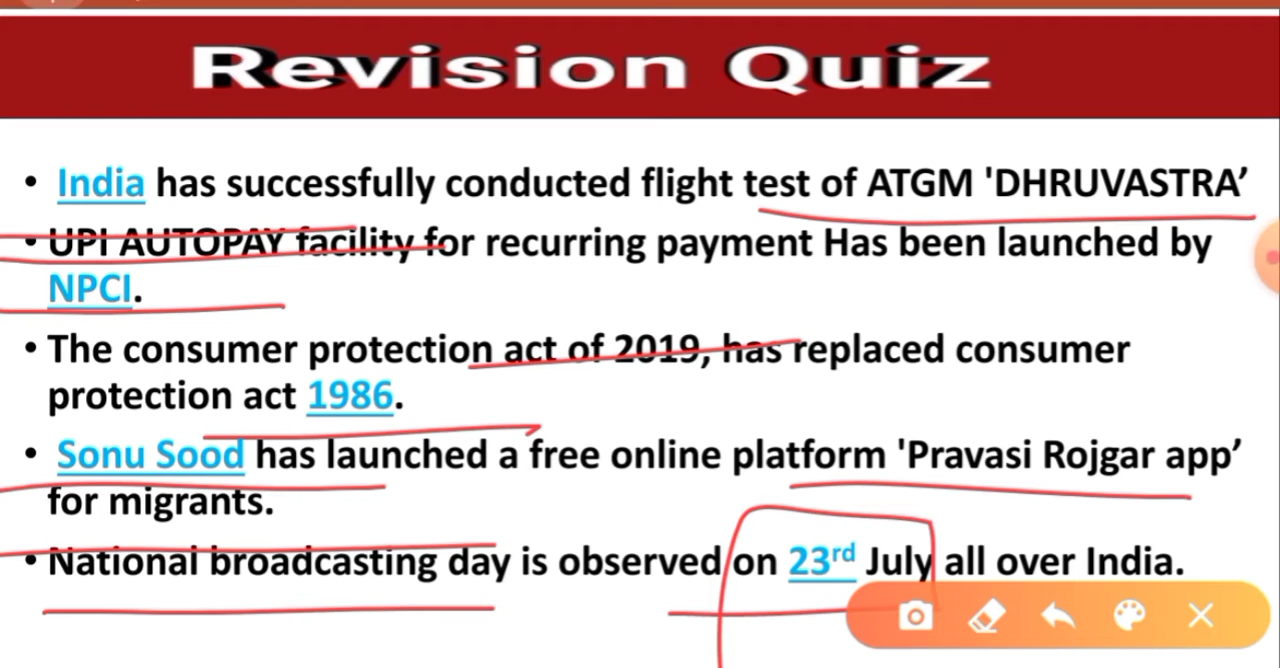 Revision Quiz
• India has successfully conducted flight test of ATGM 'DHRUVASTRA’
• UPI AUTOPAY facility for recurring payment Has been launched by
NPCI.
• The consumer protection act of 2019, has replaced consumer
protection act 1986.
• Sonu Sood has launched a free online platform 'Pravasi Rojgar app’
for migrants.
• National broadcasting day is observed on 23rd July all over India.